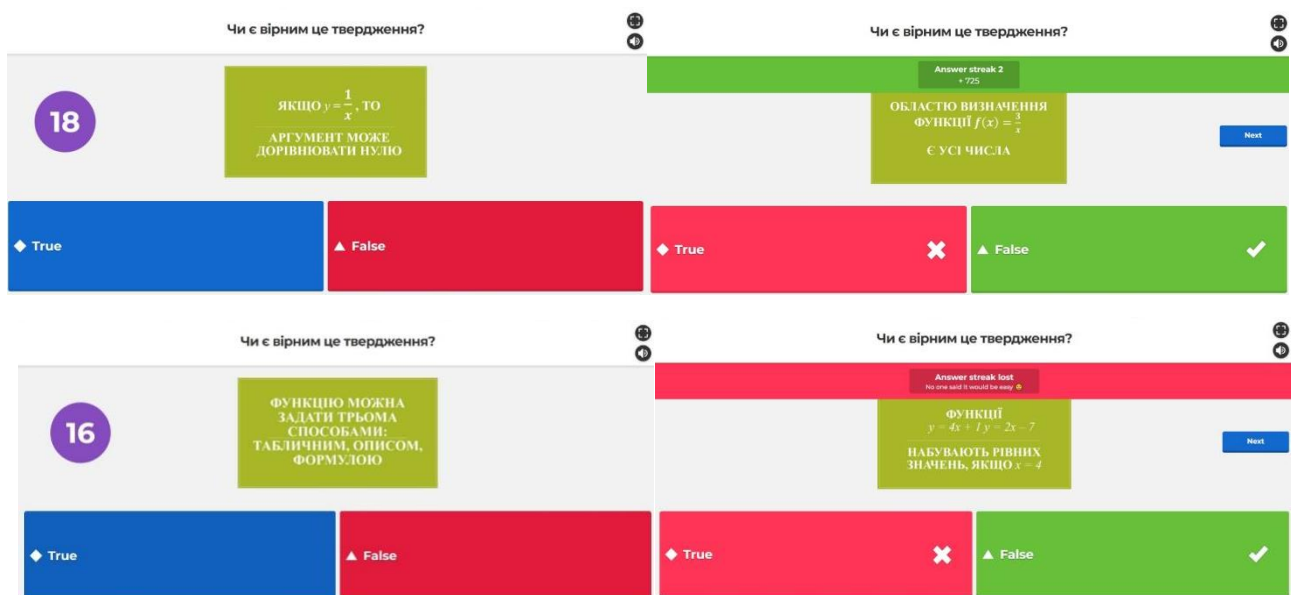 Чи є вірним це твердження?
18
ЯКЩО y = 1/x, ТО
АРГУМЕНТ МОЖЕ
ДОРІВНЮВАТИ НУЛЮ
◆ True
▲ False
Чи є вірним це твердження?
Answer streak 2
+ 725
ОБЛАСТЮ ВИЗНАЧЕННЯ
ФУНКЦІЇ f(x) = 3/x
Є УСІ ЧИСЛА
Next
◆ True
▲ False
Чи є вірним це твердження?
16
ФУНКЦІЮ МОЖНА
ЗАДАТИ ТРЬОМА
СПОСОБАМИ:
ТАБЛИЧНИМ, ОПИСОМ,
ФОРМУЛОЮ
◆ True
▲ False
Чи є вірним це твердження?
Answer streak lost
No one said it would be easy
ФУНКЦІЇ
y = 4x + 1 y = 2x – 7
НАБУВАЮТЬ РІВНИХ
ЗНАЧЕНЬ, ЯКЩО x = 4
Next
◆ True
▲ False